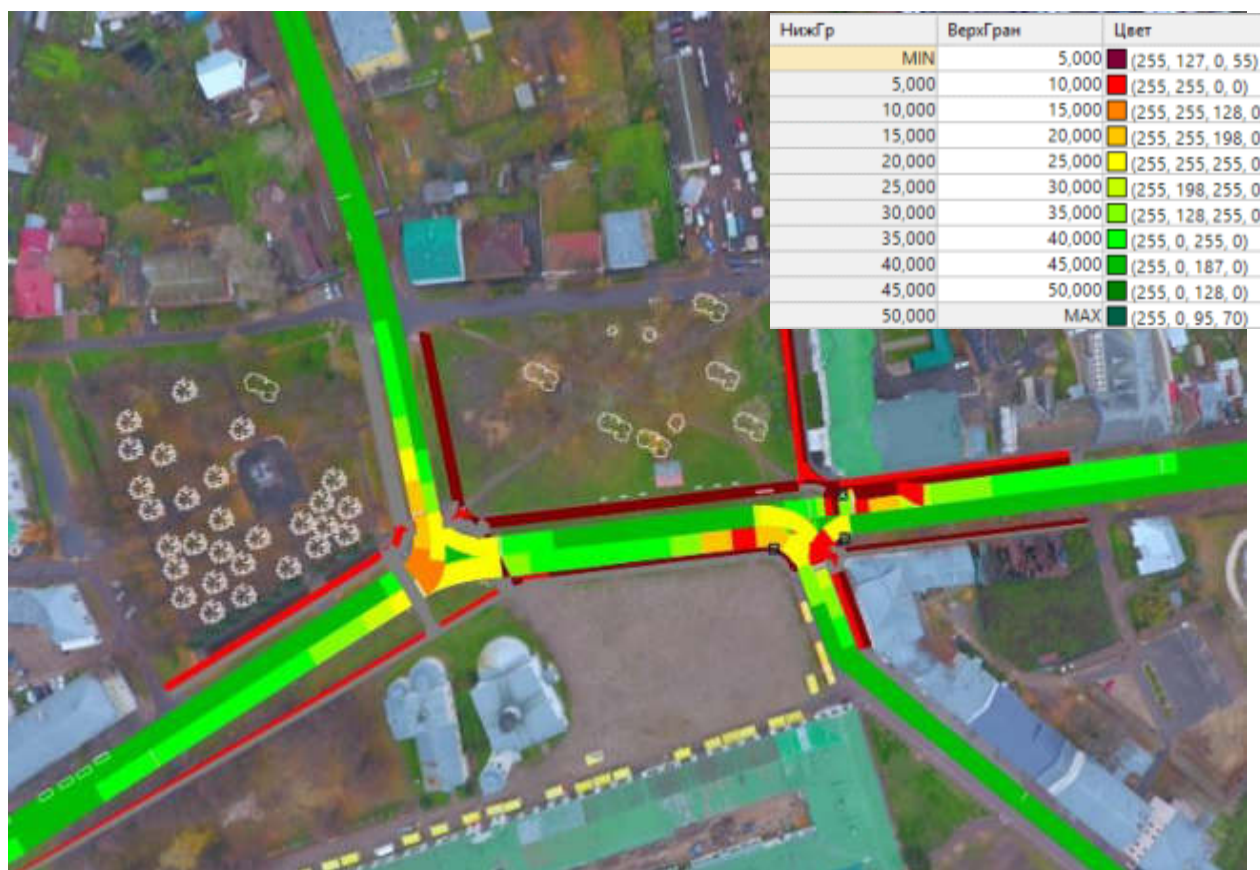 НижГр ВерхГран Цвет
MIN 5,000 (255, 127, 0, 55)
5,000 10,000 (255, 255, 0, 0)
10,000 15,000 (255, 255, 128, 0
15,000 20,000 (255, 255, 198, 0
20,000 25,000 (255, 255, 255, 0
25,000 30,000 (255, 198, 255, 0
30,000 35,000 (255, 128, 255, 0
35,000 40,000 (255, 0, 255, 0)
40,000 45,000 (255, 0, 187, 0)
45,000 50,000 (255, 0, 128, 0)
50,000 MAX (255, 0, 95, 70)